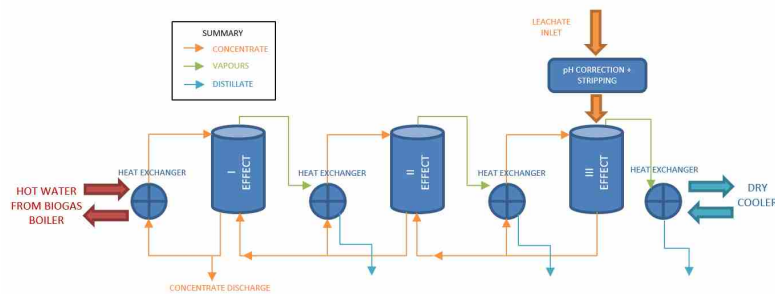 SUMMARY
CONCENTRATE
VAPOURS
DISTILLATE
LEACHATE
INLET
pH CORRECTION +
STRIPPING
HEAT EXCHANGER
I
EFFECT
HEAT EXCHANGER
II
EFFECT
HEAT EXCHANGER
III
EFFECT
HEAT EXCHANGER
HOT WATER
FROM BIOGAS
BOILER
DRY
COOLER
CONCENTRATE DISCHARGE